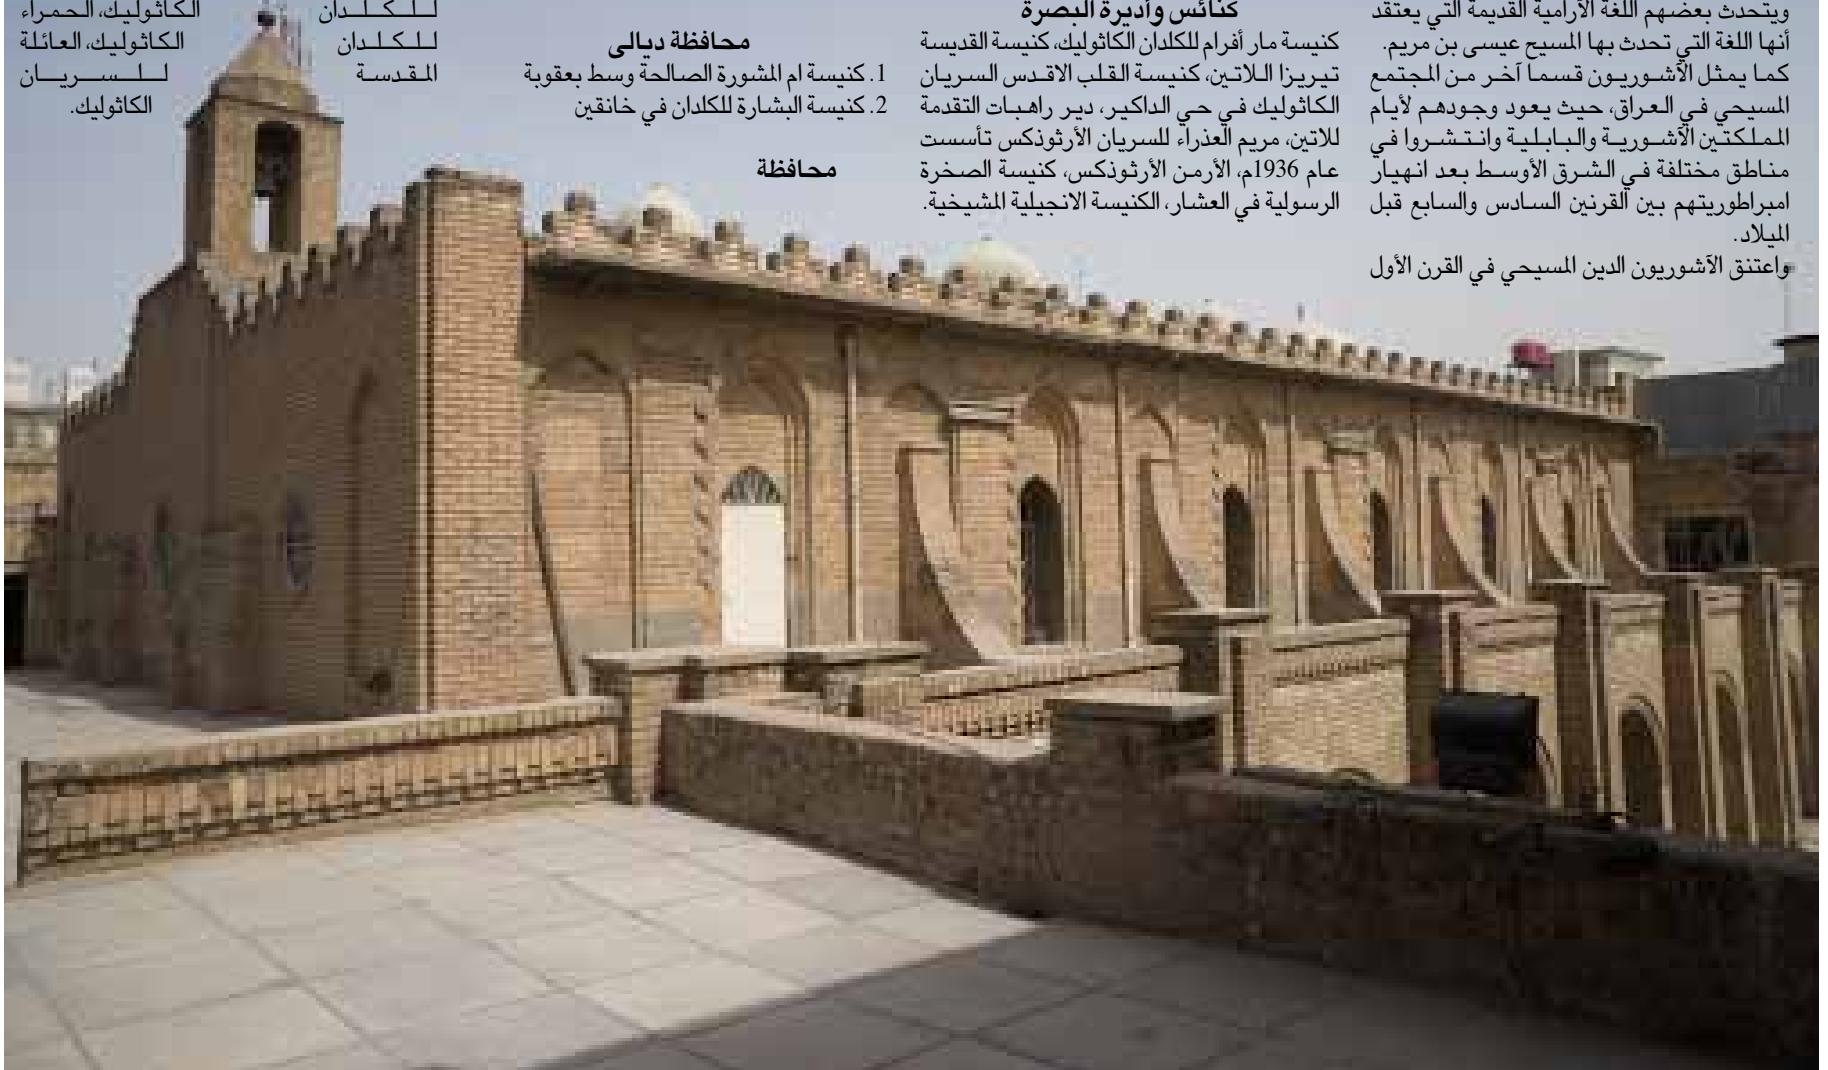 ويتحدث بعضهم اللغة الآرامية القديمة التي يعتقد
أنها اللغة التي تحدث بها المسيح عيسى بن مريم.
كما يمثل الآشوريون قسما آخر من المجتمع
المسيحي في العراق، حيث يعود وجودهم لأيام
المملكتين الآشورية والبابلية وانتشروا في
مناطق مختلفة في الشرق الأوسط بعد انهيار
امبراطوريتهم بين القرنين السادس والسابع قبل
الميلاد.
واعتنق الآشوريون الدين المسيحي في القرن الأول
كنائس وأديرة البصرة
كنيسة مار أفرام للكلدان الكاثوليك، كنيسة القديسة
تيريزا اللاتين، كنيسة القلب الاقدس السريان
الكاثوليك في حي الداكير، دير راهبات التقدمة
للاتين، مريم العذراء للسريان الأرثوذكس تأسست
عام 1936م، الأرمن الأرثوذكس، كنيسة الصخرة
الرسولية في العشار، الكنيسة الانجيلية المشيخية.
محافظة ديالى
1. كنيسة ام المشورة الصالحة وسط بعقوبة
2. كنيسة البشارة للكلدان في خانقين
محافظة
للكلدان
للكلدان
المقدسة
الكاثوليك، الحمراء
الكاثوليك، العائلة
للسريان
الكاثوليك.